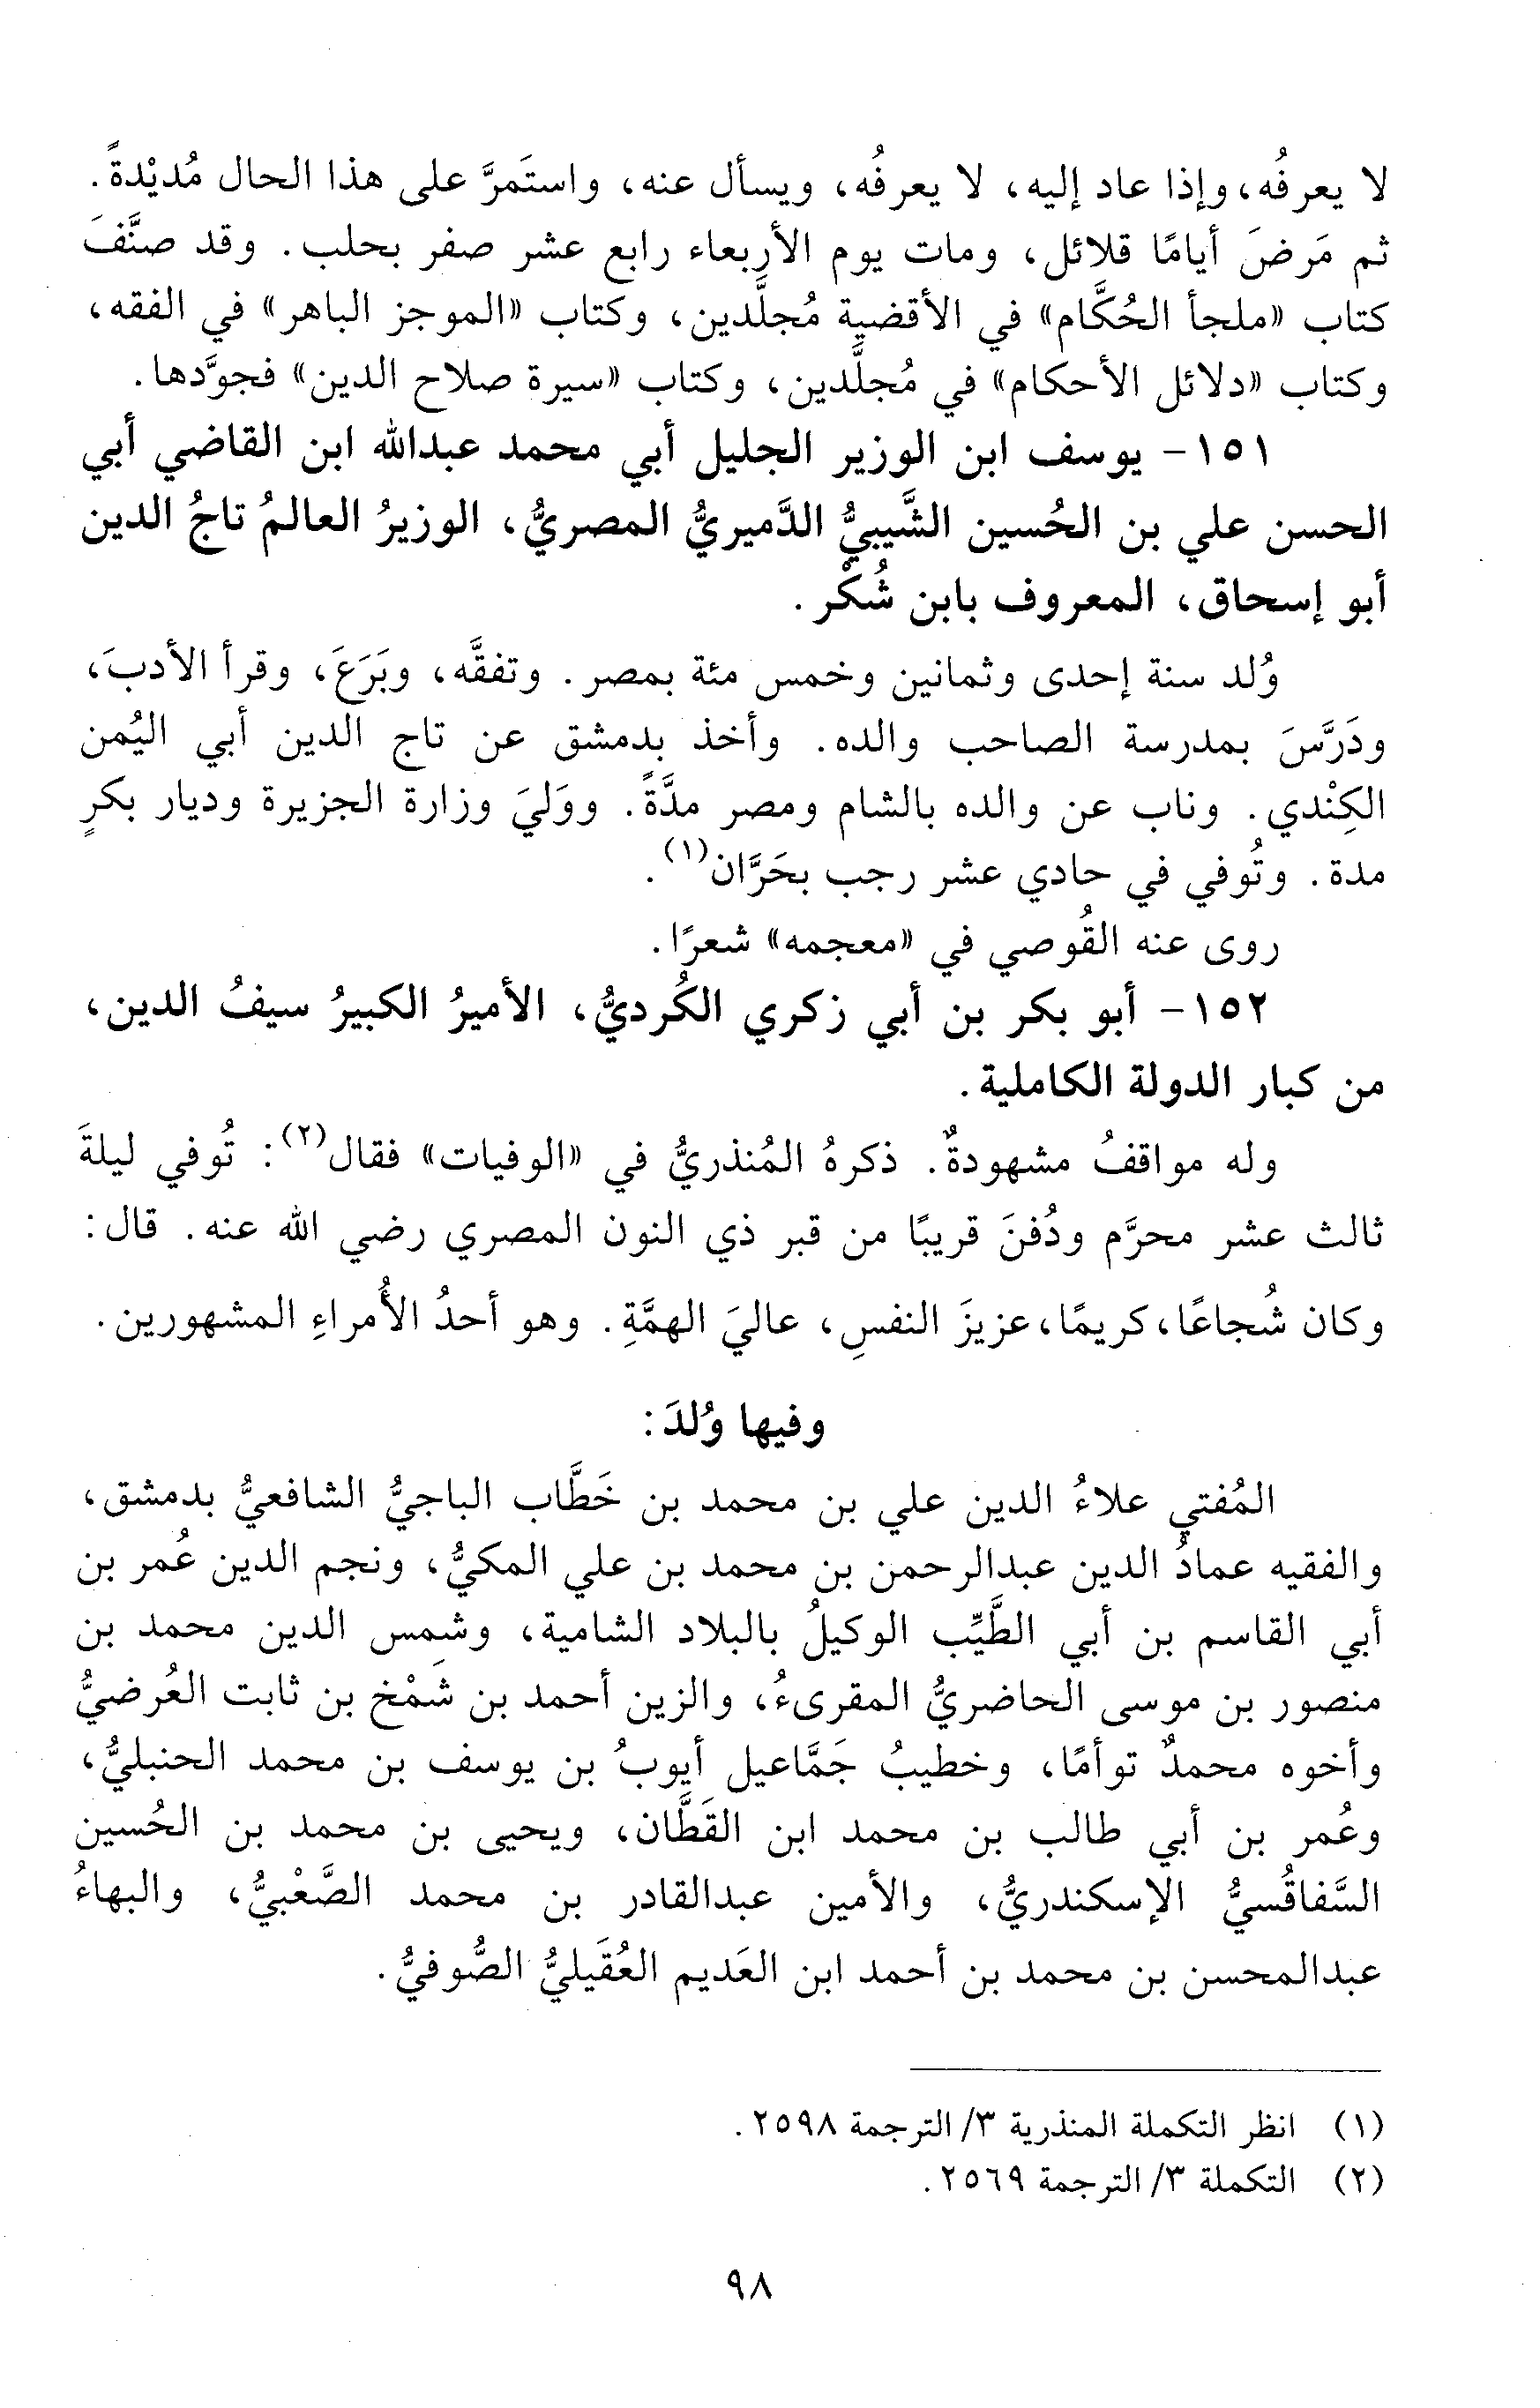 لا يعرفُه، وإذا عاد إليه، لا يعرفُه، ويسأل عنه، واستَمرَّ على هذا الحال مُديْدةً.
ثم مَرضَ أيامًا قلائل، ومات يوم الأربعاء رابع عشر صفر بحلب. وقد صنَّفَ
كتاب «ملجأ الحُكَّام» في الأقضية مُجلَّدين، وكتاب «الموجز الباهر» في الفقه،
وكتاب «دلائل الأحكام» في مُجلَّدين، وكتاب «سيرة صلاح الدين» فجوَّدها.
١٥١- يوسف ابن الوزير الجليل أبي محمد عبدالله ابن القاضي أبي
الحسن علي بن الحُسين الشَّيبيُّ الدَّميريُّ المصريُّ، الوزيرُ العالمُ تاجُ الدين
أبو إسحاق، المعروف بابن شُكْر.
وُلد سنة إحدى وثمانين وخمس مئة بمصر. وتفقَّه، وبَرَعَ، وقرأ الأدبَ،
ودَرَّسَ بمدرسة الصاحب والده. وأخذ بدمشق عن تاج الدين أبي اليُمن
الكِنْدي. وناب عن والده بالشام ومصر مدَّةً. ووَليَ وزارة الجزيرة وديار بكرٍ
مدة. وتُوفي في حادي عشر رجب بحَرَّان(١).
روى عنه القُوصي في «معجمه» شعرًا.
١٥٢- أبو بكر بن أبي زكري الكُرديُّ، الأميرُ الكبيرُ سيفُ الدين،
من كبار الدولة الكاملية.
وله مواقفُ مشهودةٌ. ذكرهُ المُنذريُّ في «الوفيات» فقال(٢): تُوفي ليلةَ
ثالث عشر محرَّم ودُفنَ قريبًا من قبر ذي النون المصري رضي الله عنه. قال:
وكان شُجاعًا، كريمًا، عزيزَ النفسِ، عاليَ الهمَّةِ. وهو أحدُ الأُمراءِ المشهورين.
وفيها وُلدَ:
المُفتي علاءُ الدين علي بن محمد بن خَطَّاب الباجيُّ الشافعيُّ بدمشق،
والفقيه عمادُ الدين عبدالرحمن بن محمد بن علي المكيُّ، ونجم الدين عُمر بن
أبي القاسم بن أبي الطَّيِّب الوكيلُ بالبلاد الشامية، وشمس الدين محمد بن
منصور بن موسى الحاضريُّ المقرىءُ، والزين أحمد بن شَمْخ بن ثابت العُرضيُّ
وأخوه محمدٌ توأمًا، وخطيبُ جَمَّاعيل أيوبُ بن يوسف بن محمد الحنبليُّ،
وعُمر بن أبي طالب بن محمد ابن القَطَّان، ويحيى بن محمد بن الحُسين
السَّفاقُسيُّ الإسكندريُّ، والأمين عبدالقادر بن محمد الصَّعْبيُّ، والبهاءُ
عبدالمحسن بن محمد بن أحمد ابن العَديم العُقَيليُّ الصُّوفيُّ.
(١) انظر التكملة المنذرية ٣/ الترجمة ٢٥٩٨.
(٢) التكملة ٣/ الترجمة ٢٥٦٩.
٩٨